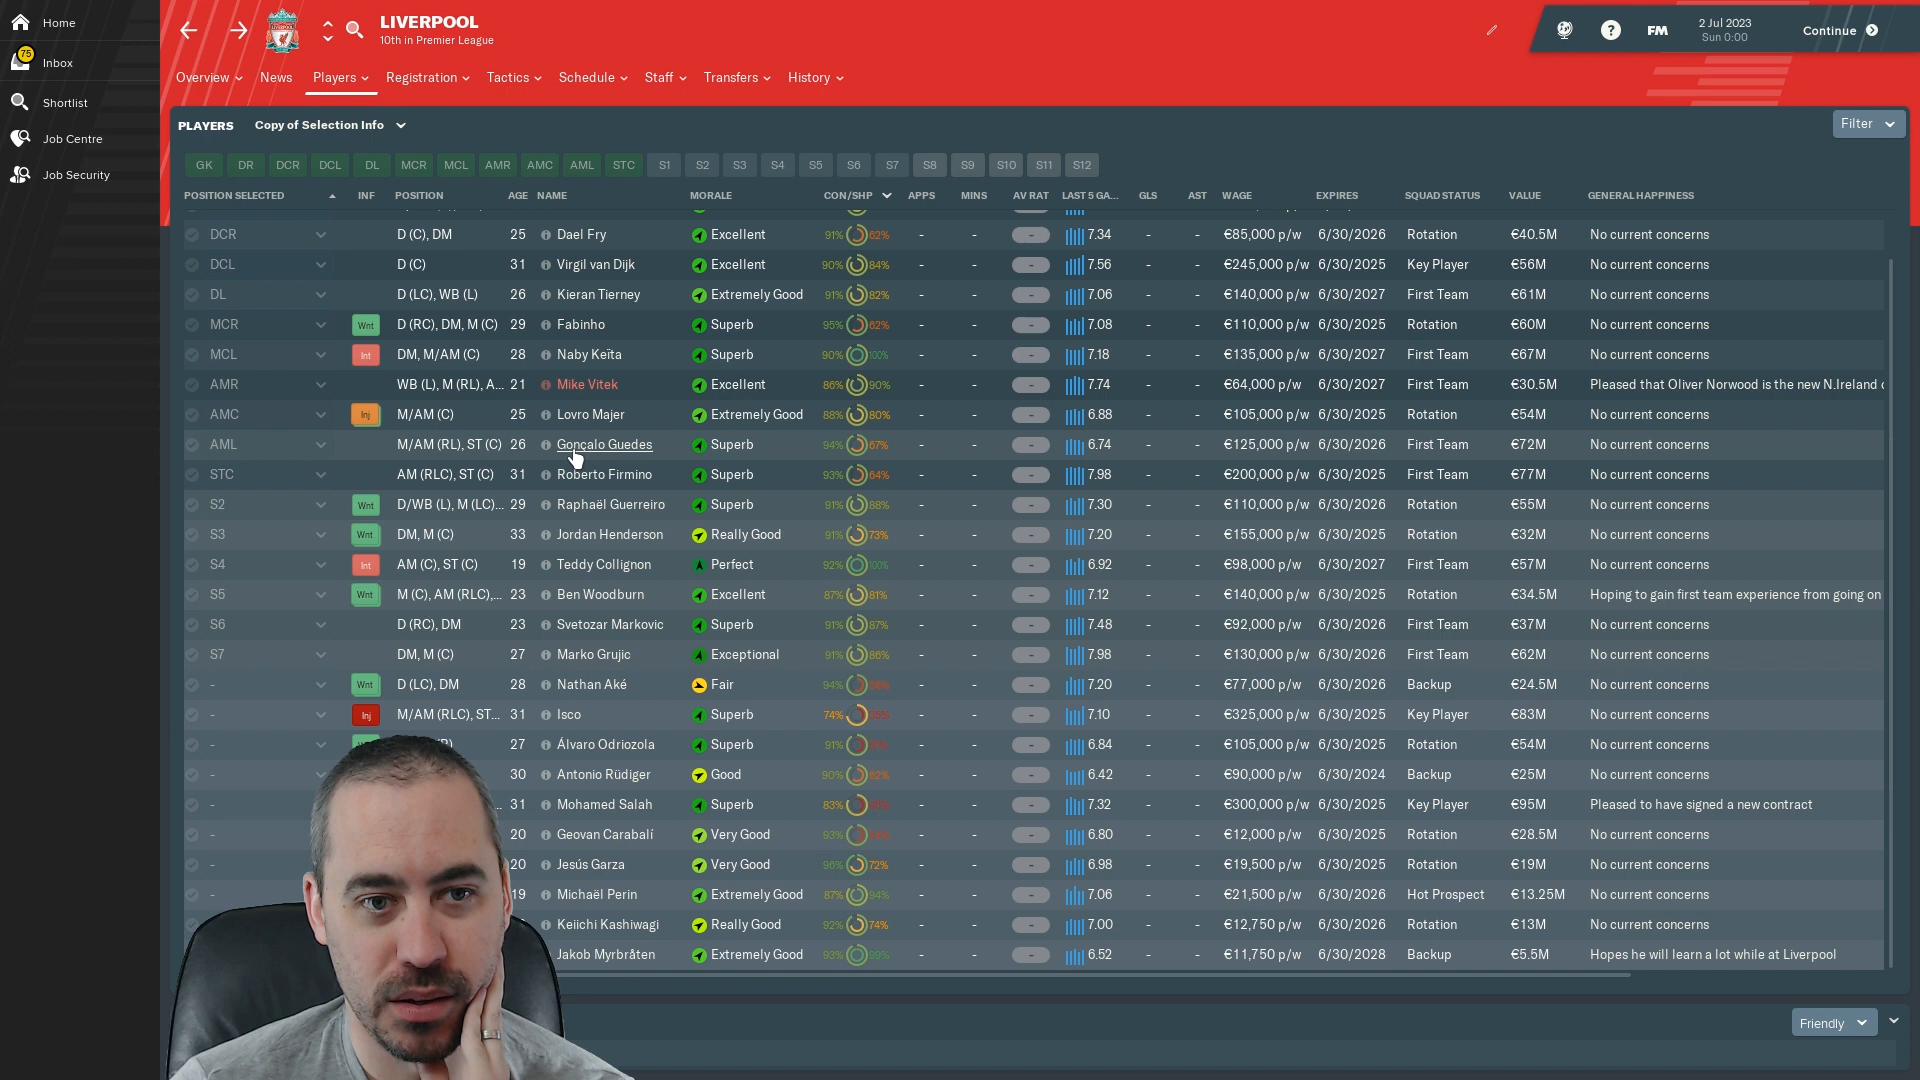 Home
LIVERPOOL
10th in Premier League
FM
2 Jul 2023
Sun 0:00
Continue
75
Inbox
Overview News Players Registration Tactics Schedule Staff Transfers History
Shortlist
Job Centre
Job Security
PLAYERS Copy of Selection Info Filter
GK DR DCR DCL DL MCR MCL AMR AMC AML STC S1 S2 S3 S4 S5 S6 S7 S8 S9 S10 S11 S12
POSITION SELECTED INF POSITION AGE NAME MORALE CON/SHP APPS MINS AV RAT LAST 5 GA... GLS AST WAGE EXPIRES SQUAD STATUS VALUE GENERAL HAPPINESS
DCR D (C), DM 25 Dael Fry Excellent 91% 62% - - - 7.34 - - €85,000 p/w 6/30/2026 Rotation €40.5M No current concerns
DCL D (C) 31 Virgil van Dijk Excellent 90% 84% - - - 7.56 - - €245,000 p/w 6/30/2025 Key Player €56M No current concerns
DL D (LC), WB (L) 26 Kieran Tierney Extremely Good 91% 82% - - - 7.06 - - €140,000 p/w 6/30/2027 First Team €61M No current concerns
MCR Wnt D (RC), DM, M (C) 29 Fabinho Superb 95% 62% - - - 7.08 - - €110,000 p/w 6/30/2025 Rotation €60M No current concerns
MCL Int DM, M/AM (C) 28 Naby Keïta Superb 90% 100% - - - 7.18 - - €135,000 p/w 6/30/2027 First Team €67M No current concerns
AMR WB (L), M (RL), A... 21 Mike Vitek Excellent 86% 90% - - - 7.74 - - €64,000 p/w 6/30/2027 First Team €30.5M Pleased that Oliver Norwood is the new N.Ireland
AMC Inj M/AM (C) 25 Lovro Majer Extremely Good 88% 80% - - - 6.88 - - €105,000 p/w 6/30/2025 Rotation €54M No current concerns
AML M/AM (RL), ST (C) 26 Gonçalo Guedes Superb 94% 67% - - - 6.74 - - €125,000 p/w 6/30/2026 First Team €72M No current concerns
STC AM (RLC), ST (C) 31 Roberto Firmino Superb 93% 64% - - - 7.98 - - €200,000 p/w 6/30/2025 First Team €77M No current concerns
S2 Wnt D/WB (L), M (LC)... 29 Raphaël Guerreiro Superb 91% 88% - - - 7.30 - - €110,000 p/w 6/30/2025 Rotation €55M No current concerns
S3 Wnt DM, M (C) 33 Jordan Henderson Really Good 91% 73% - - - 7.20 - - €155,000 p/w 6/30/2025 Rotation €32M No current concerns
S4 Int AM (C), ST (C) 19 Teddy Collignon Perfect 92% 100% - - - 6.92 - - €98,000 p/w 6/30/2027 First Team €57M No current concerns
S5 Wnt M (C), AM (RLC),... 23 Ben Woodburn Excellent 87% 81% - - - 7.12 - - €140,000 p/w 6/30/2025 Rotation €34.5M Hoping to gain first team experience from going on
S6 D (RC), DM 23 Svetozar Markovic Superb 91% 87% - - - 7.48 - - €92,000 p/w 6/30/2026 First Team €37M No current concerns
S7 DM, M (C) 27 Marko Grujic Exceptional 91% 86% - - - 7.98 - - €130,000 p/w 6/30/2025 First Team €62M No current concerns
- Wnt D (LC), DM 28 Nathan Aké Fair 94% - - - 7.20 - - €77,000 p/w 6/30/2026 Backup €24.5M No current concerns
- Inj M/AM (RLC), ST... 31 Isco Superb 74% - - - 7.10 - - €325,000 p/w 6/30/2025 Key Player €83M No current concerns
- 27 Álvaro Odriozola Superb 91% - - - 6.84 - - €105,000 p/w 6/30/2025 Rotation €54M No current concerns
- 30 Antonio Rüdiger Good 90% 62% - - - 6.42 - - €90,000 p/w 6/30/2024 Backup €25M No current concerns
- 31 Mohamed Salah Superb 83% - - - 7.32 - - €300,000 p/w 6/30/2025 Key Player €95M Pleased to have signed a new contract
- 20 Geovan Carabalí Very Good 93% - - - 6.80 - - €12,000 p/w 6/30/2025 Rotation €28.5M No current concerns
- 20 Jesús Garza Very Good 96% 72% - - - 6.98 - - €19,500 p/w 6/30/2025 Rotation €19M No current concerns
- 19 Michaël Perin Extremely Good 87% 94% - - - 7.06 - - €21,500 p/w 6/30/2026 Hot Prospect €13.25M No current concerns
Keiichi Kashiwagi Really Good 92% 74% - - - 7.00 - - €12,750 p/w 6/30/2026 Rotation €13M No current concerns
Jakob Myrbråten Extremely Good 93% 99% - - - 6.52 - - €11,750 p/w 6/30/2028 Backup €5.5M Hopes he will learn a lot while at Liverpool
Friendly